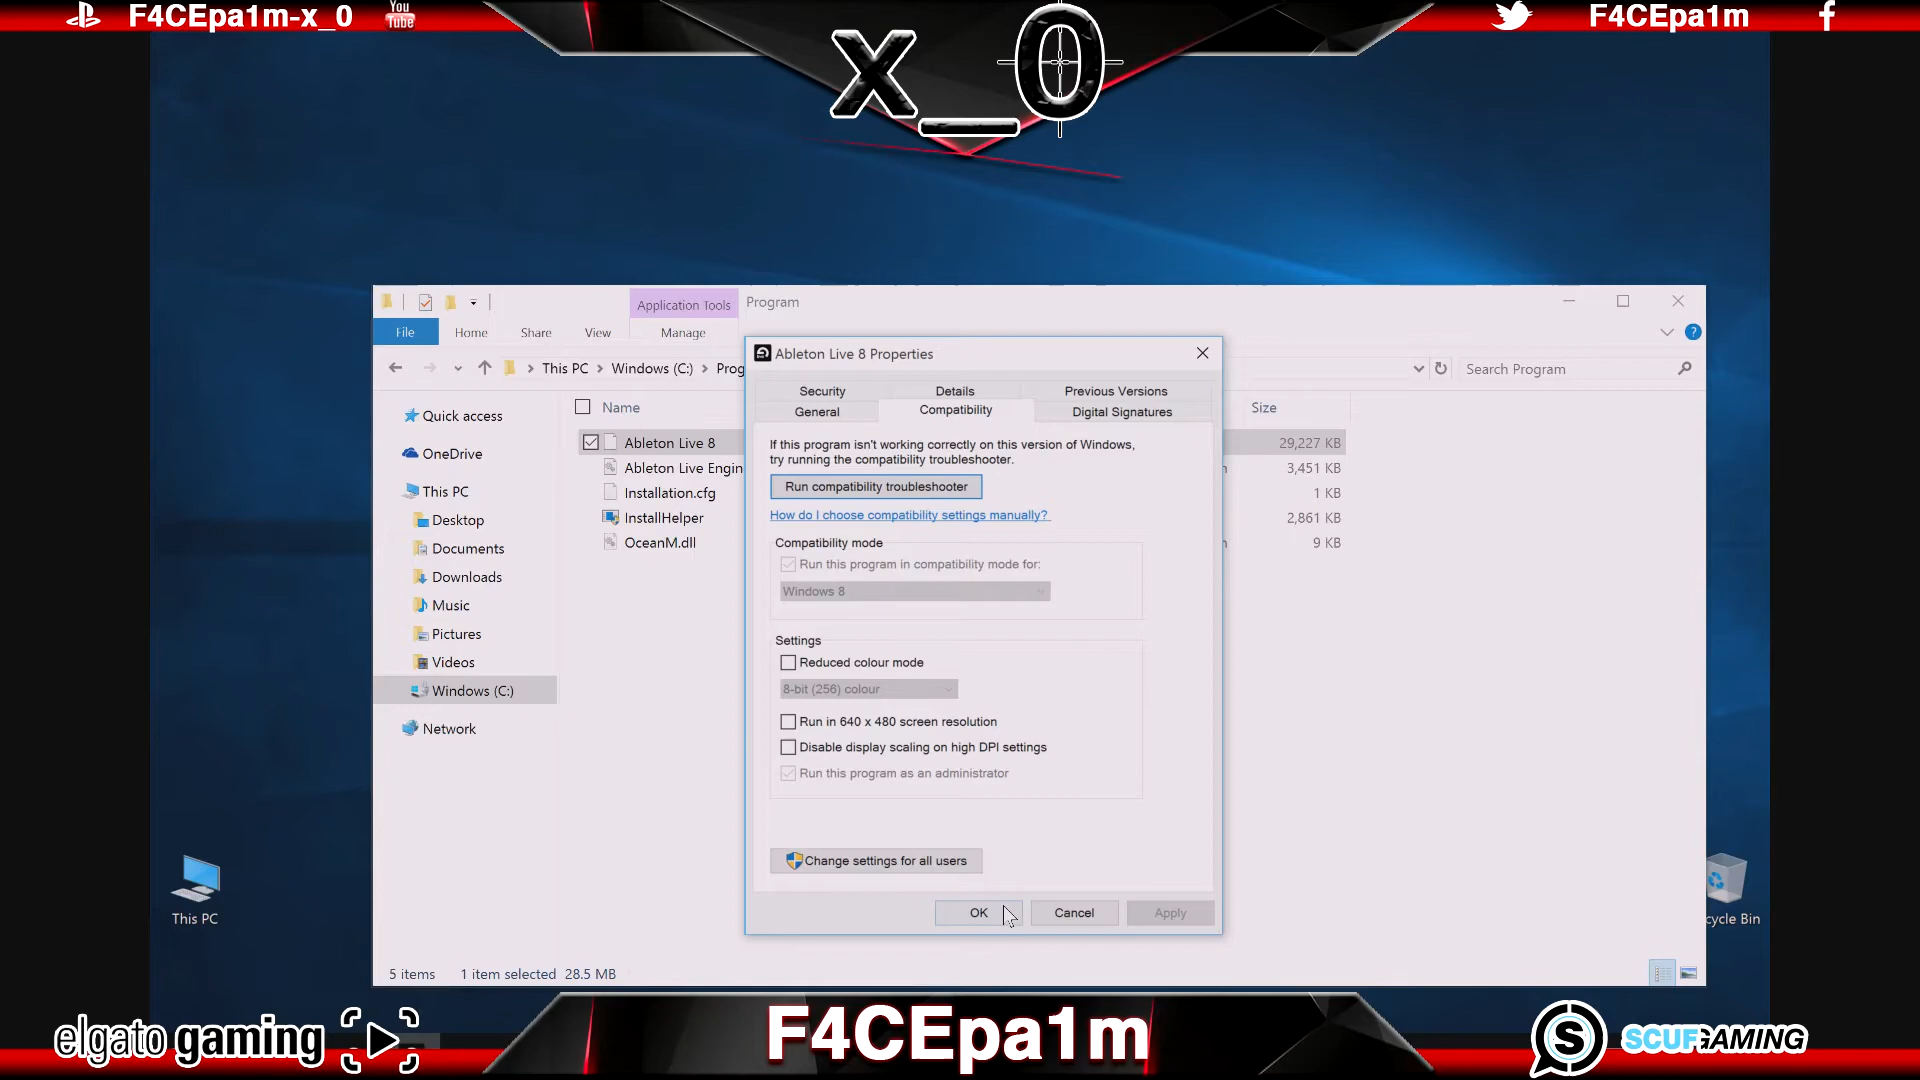 F4CEpa1m-x_0
You
Tube
x_0
F4CEpa1m
Application Tools
Program
File
Home
Share
View
Manage
This PC
Windows (C:)
Prog
Search Program
Quick access
OneDrive
This PC
Desktop
Documents
Downloads
Music
Pictures
Videos
Windows (C:)
Network
Name
Size
Ableton Live 8
29,227 KB
Ableton Live Engin
3,451 KB
Installation.cfg
1 KB
InstallHelper
2,861 KB
OceanM.dll
9 KB
Ableton Live 8 Properties
Security
Details
Previous Versions
General
Compatibility
Digital Signatures
If this program isn't working correctly on this version of Windows,
try running the compatibility troubleshooter.
Run compatibility troubleshooter
How do I choose compatibility settings manually?
Compatibility mode
Run this program in compatibility mode for:
Windows 8
Settings
Reduced colour mode
8-bit (256) colour
Run in 640 x 480 screen resolution
Disable display scaling on high DPI settings
Run this program as an administrator
Change settings for all users
OK
Cancel
Apply
This PC
cycle Bin
5 items
1 item selected
28.5 MB
elgato gaming
F4CEpa1m
S
SCUFGAMING